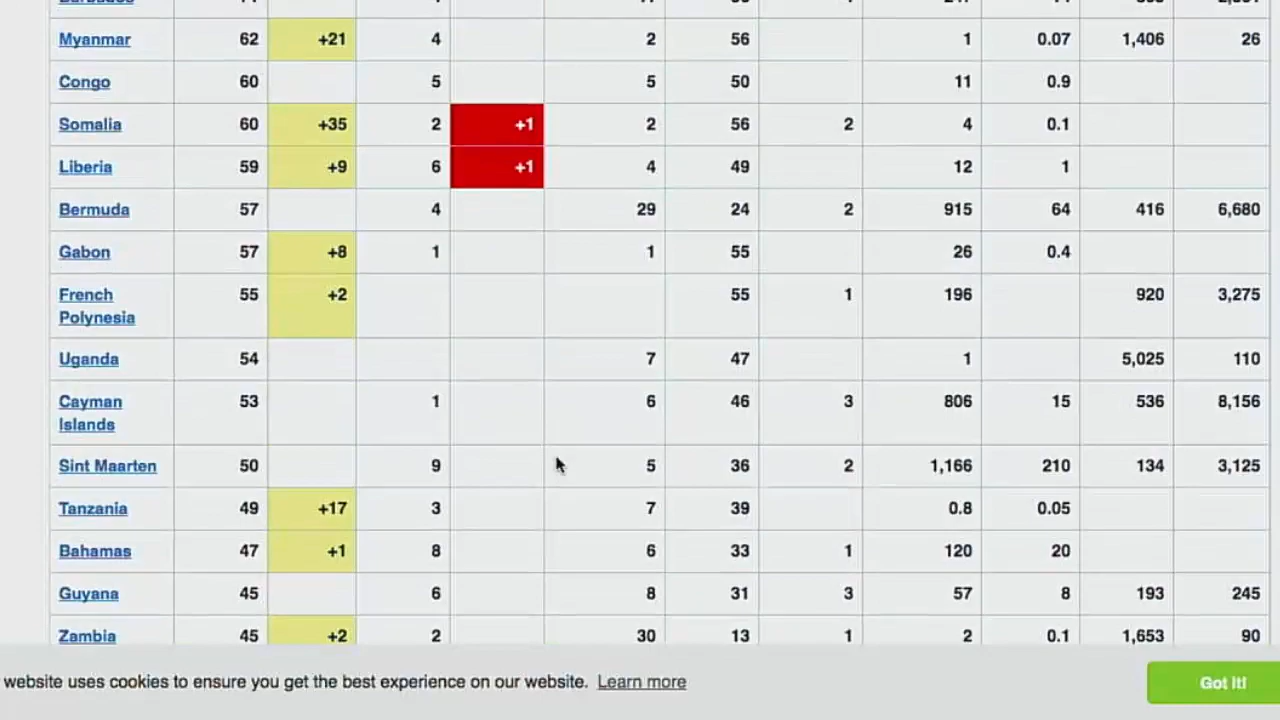 Myanmar 62 +21 4 2 56 1 0.07 1,406 26
Congo 60 5 5 50 11 0.9
Somalia 60 +35 2 +1 2 56 2 4 0.1
Liberia 59 +9 6 +1 4 49 12 1
Bermuda 57 4 29 24 2 915 64 416 6,680
Gabon 57 +8 1 1 55 26 0.4
French 55 +2 55 1 196 920 3,275
Polynesia
Uganda 54 7 47 1 5,025 110
Cayman 53 1 6 46 3 806 15 536 8,156
Islands
Sint Maarten 50 9 5 36 2 1,166 210 134 3,125
Tanzania 49 +17 3 7 39 0.8 0.05
Bahamas 47 +1 8 6 33 1 120 20
Guyana 45 6 8 31 3 57 8 193 245
Zambia 45 +2 2 30 13 1 2 0.1 1,653 90
website uses cookies to ensure you get the best experience on our website. Learn more
Got it!